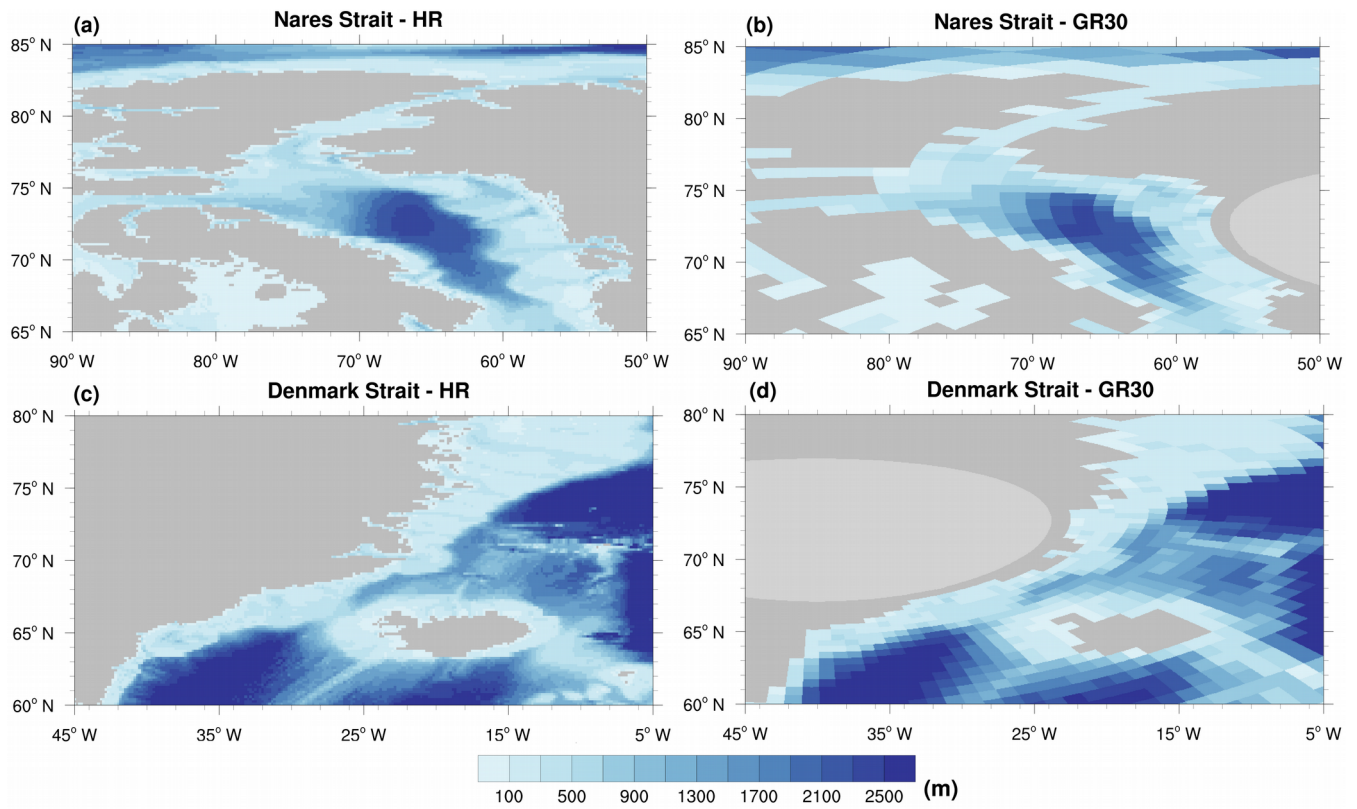 (a) Nares Strait - HR
85° N
80° N
75° N
70° N
65° N
90° W 80° W 70° W 60° W 50° W
(b) Nares Strait - GR30
85° N
80° N
75° N
70° N
65° N
90° W 80° W 70° W 60° W 50° W
(c) Denmark Strait - HR
80° N
75° N
70° N
65° N
60° N
45° W 35° W 25° W 15° W 5° W
(d) Denmark Strait - GR30
80° N
75° N
70° N
65° N
60° N
45° W 35° W 25° W 15° W 5° W
100 500 900 1300 1700 2100 2500 (m)